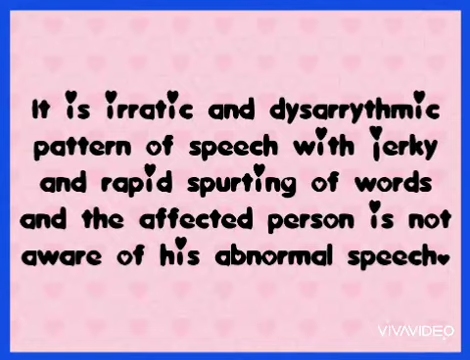 It is irratic and dysarrythmic
pattern of speech with jerky
and rapid spurting of words
and the affected person is not
aware of his abnormal speech.
VIVAVIDEO